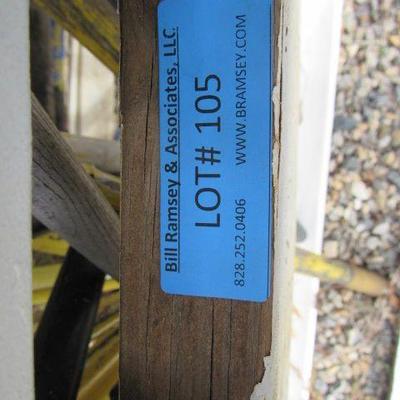 Bill Ramsey & Associates, LLC
LOT# 105
828.252.0406 WWW.BRAMSEY.COM